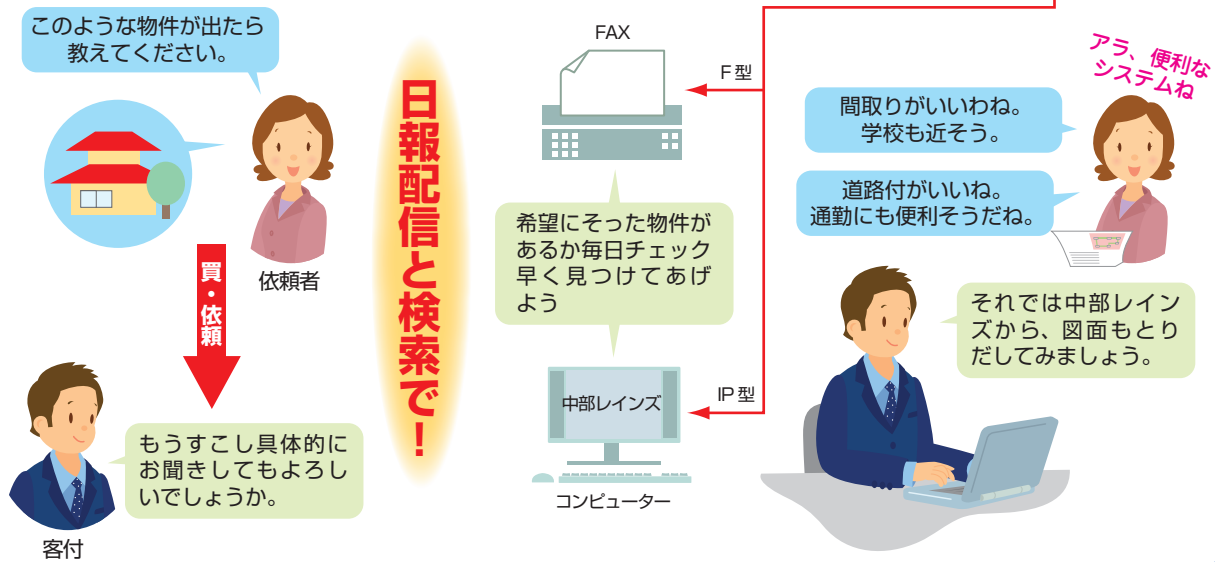 このような物件が出たら
教えてください。
依頼者
買・依頼
客付
もうすこし具体的に
お聞きしてもよろし
いでしょうか。
日報配信と検索で！
FAX
F型
希望にそった物件が
あるか毎日チェック
早く見つけてあげ
よう
中部レインズ
IP型
コンピューター
アラ、便利な
システムね
間取りがいいわね。
学校も近そう。
道路付がいいね。
通勤にも便利そうだね。
それでは中部レイン
ズから、図面もとり
だしてみましょう。